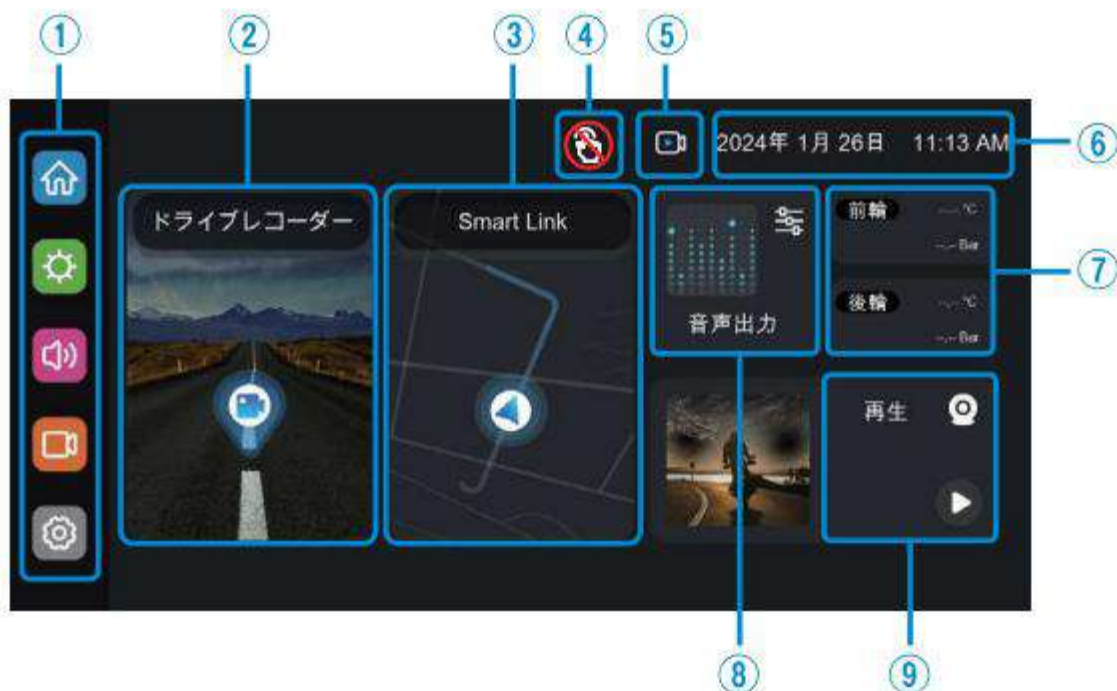 ① ② ③ ④ ⑤
2024年 1月 26日 11:13 AM ⑥
ドライブレコーダー Smart Link
前輪 --.-- ℃
--.-- Bar
⑦
後輪 --.-- ℃
--.-- Bar
音声出力
再生
⑧ ⑨